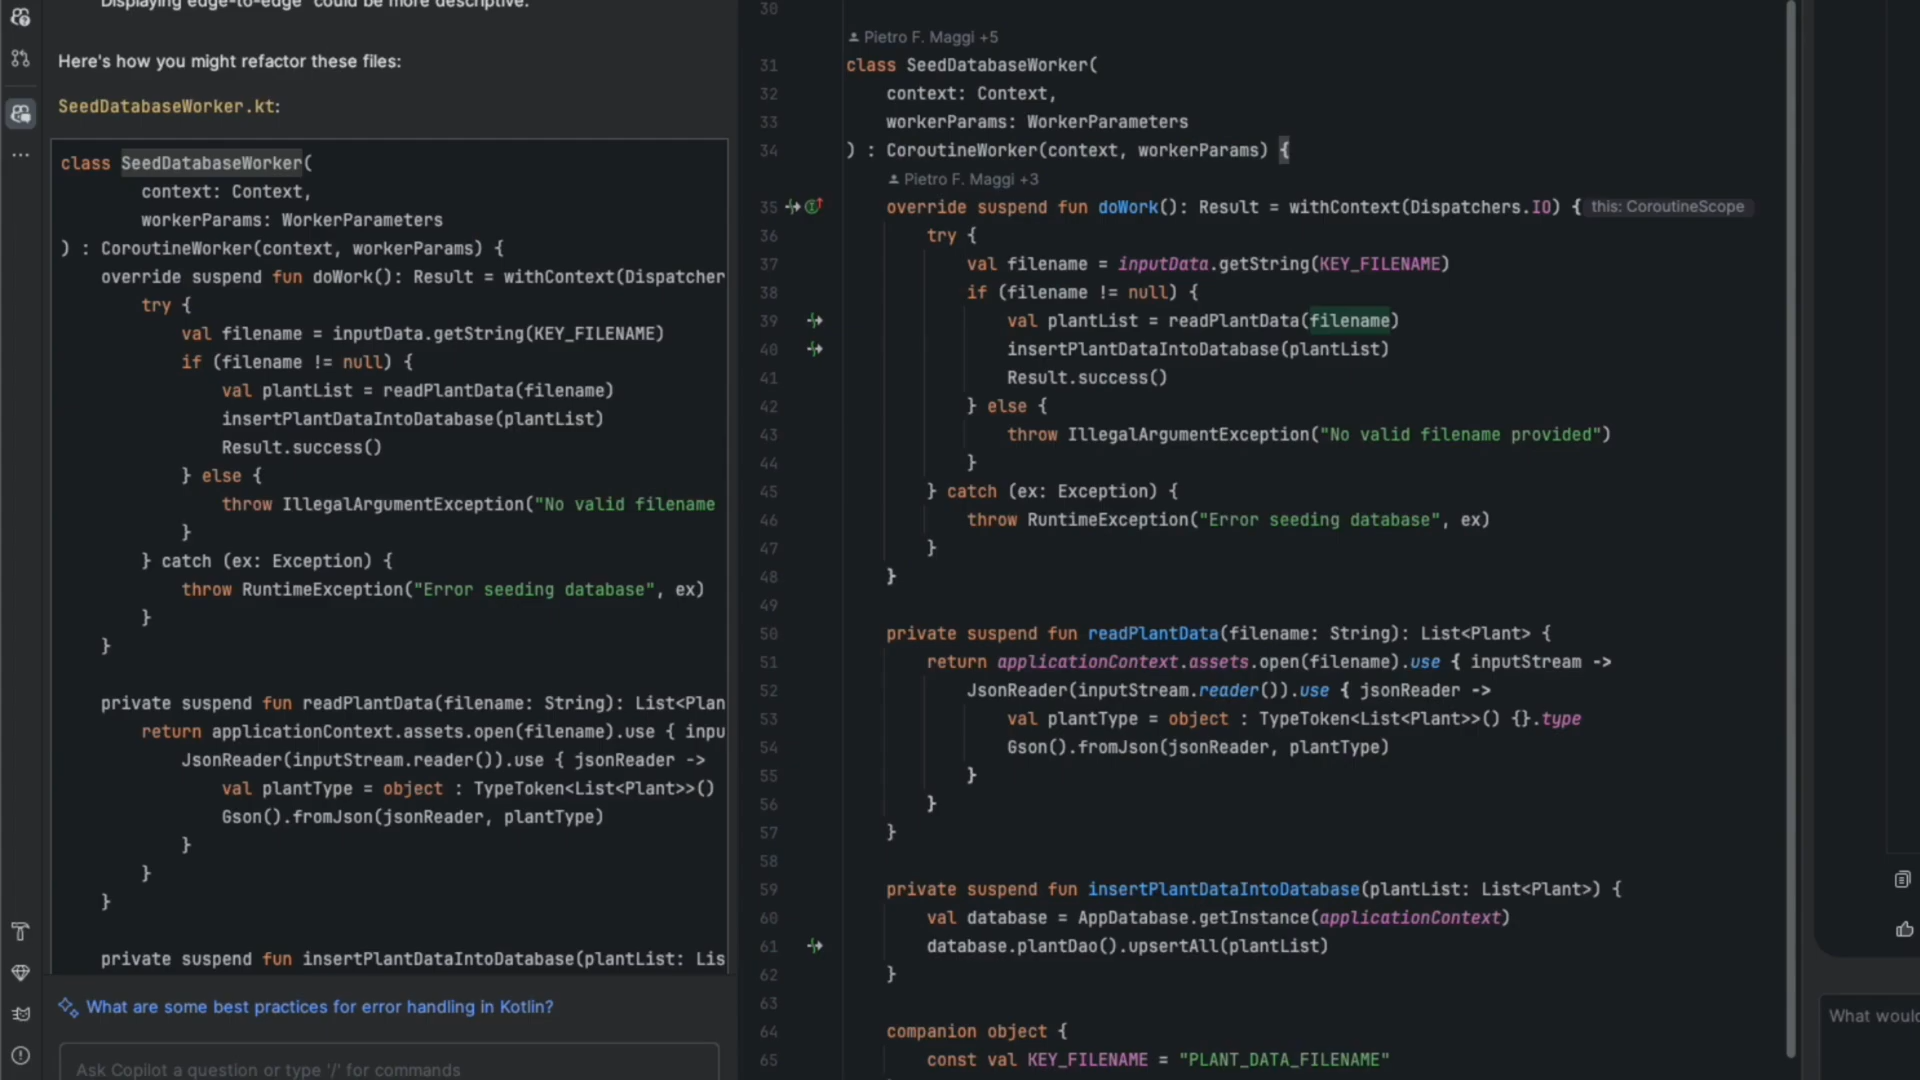 Displaying edge-to-edge" could be more descriptive.
Here's how you might refactor these files:
SeedDatabaseWorker.kt:
class SeedDatabaseWorker(
context: Context,
workerParams: WorkerParameters
) : CoroutineWorker(context, workerParams) {
override suspend fun doWork(): Result = withContext(Dispatcher
try {
val filename = inputData.getString(KEY_FILENAME)
if (filename != null) {
val plantList = readPlantData(filename)
insertPlantDataIntoDatabase(plantList)
Result.success()
} else {
throw IllegalArgumentException("No valid filename
}
} catch (ex: Exception) {
throw RuntimeException("Error seeding database", ex)
}
}
private suspend fun readPlantData(filename: String): List<Plan
return applicationContext.assets.open(filename).use { inpu
JsonReader(inputStream.reader()).use { jsonReader ->
val plantType = object : TypeToken<List<Plant>>()
Gson().fromJson(jsonReader, plantType)
}
}
}
private suspend fun insertPlantDataIntoDatabase(plantList: Lis
What are some best practices for error handling in Kotlin?
Ask Copilot a question or type '/' for commands
30
Pietro F. Maggi +5
31 class SeedDatabaseWorker(
32 context: Context,
33 workerParams: WorkerParameters
34 ) : CoroutineWorker(context, workerParams) {
Pietro F. Maggi +3
35 override suspend fun doWork(): Result = withContext(Dispatchers.IO) { this: CoroutineScope
36 try {
37 val filename = inputData.getString(KEY_FILENAME)
38 if (filename != null) {
39 val plantList = readPlantData(filename)
40 insertPlantDataIntoDatabase(plantList)
41 Result.success()
42 } else {
43 throw IllegalArgumentException("No valid filename provided")
44 }
45 } catch (ex: Exception) {
46 throw RuntimeException("Error seeding database", ex)
47 }
48 }
49
50 private suspend fun readPlantData(filename: String): List<Plant> {
51 return applicationContext.assets.open(filename).use { inputStream ->
52 JsonReader(inputStream.reader()).use { jsonReader ->
53 val plantType = object : TypeToken<List<Plant>>() {}.type
54 Gson().fromJson(jsonReader, plantType)
55 }
56 }
57 }
58
59 private suspend fun insertPlantDataIntoDatabase(plantList: List<Plant>) {
60 val database = AppDatabase.getInstance(applicationContext)
61 database.plantDao().upsertAll(plantList)
62 }
63
64 companion object {
65 const val KEY_FILENAME = "PLANT_DATA_FILENAME"
What would